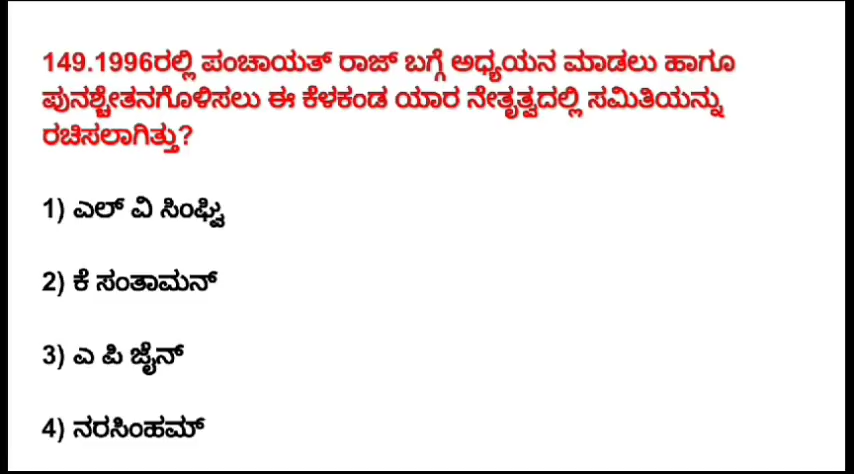 149.1996ರಲ್ಲಿ ಪಂಚಾಯತ್ ರಾಜ್ ಬಗ್ಗೆ ಅಧ್ಯಯನ ಮಾಡಲು ಹಾಗೂ
ಪುನಶ್ಚೇತನಗೊಳಿಸಲು ಈ ಕೆಳಕಂಡ ಯಾರ ನೇತೃತ್ವದಲ್ಲಿ ಸಮಿತಿಯನ್ನು
ರಚಿಸಲಾಗಿತ್ತು?
1) ಎಲ್ ವಿ ಸಿಂಘ್ವಿ
2) ಕೆ ಸಂತಾಮನ್
3) ಎ ಪಿ ಜೈನ್
4) ನರಸಿಂಹಮ್